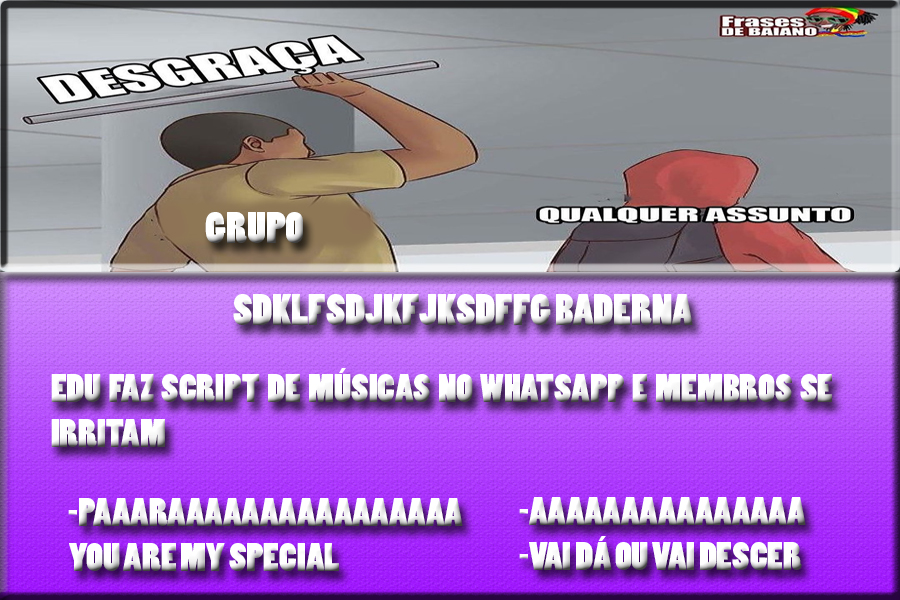 Frases
DE BAIANO
DESGRAÇA
GRUPO
QUALQUER ASSUNTO
SDKLFSDJKFJKSDFFG BADERNA
EDU FAZ SCRIPT DE MÚSICAS NO WHATSAPP E MEMBROS SE
IRRITAM
-PAAARAAAAAAAAAAAAAAAA
YOU ARE MY SPECIAL
-AAAAAAAAAAAAAAA
-VAI DÁ OU VAI DESCER